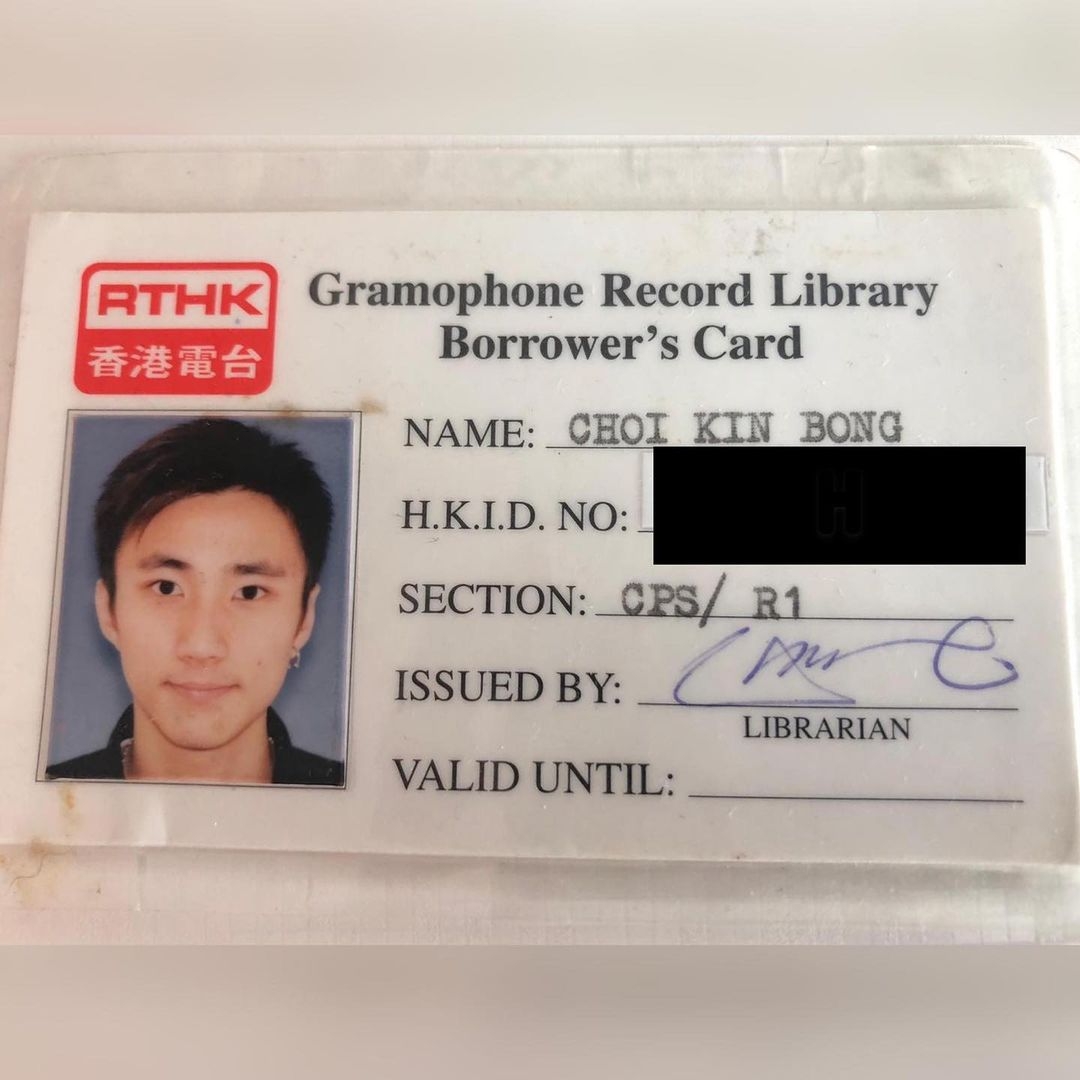 RTHK
香港電台
Gramophone Record Library
Borrower's Card
NAME: CHOI KIN BONG
H.K.I.D. NO:
SECTION: CPS/ R1
ISSUED BY:
LIBRARIAN
VALID UNTIL: